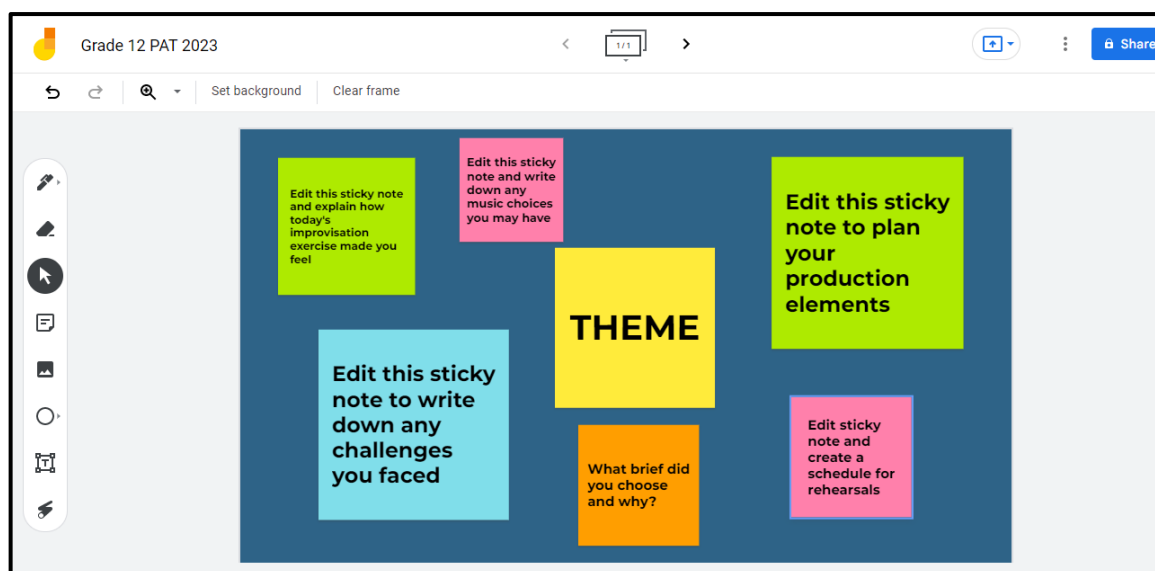 Grade 12 PAT 2023
1/1
Share
Set background
Clear frame
Edit this sticky note
and explain how
today's
improvisation
exercise made you
feel
Edit this sticky
note and write
down any
music choices
you may have
Edit this sticky
note to plan
your
production
elements
THEME
Edit this sticky
note to write
down any
challenges
you faced
What brief did
you choose
and why?
Edit sticky
note and
create a
schedule for
rehearsals